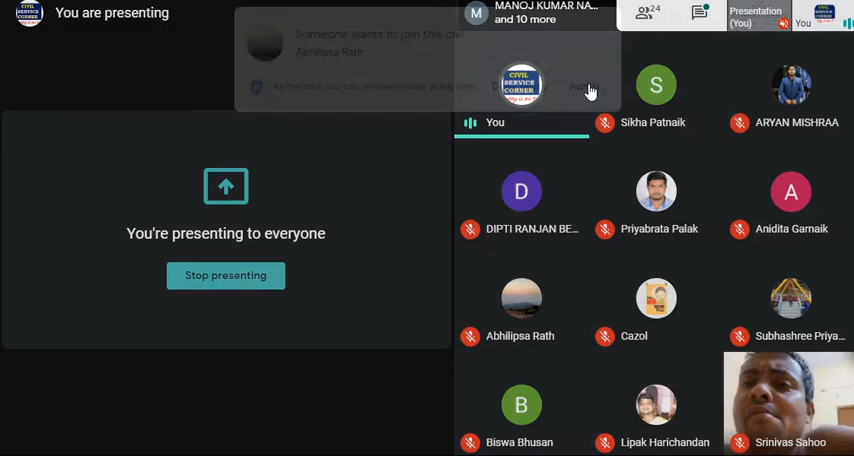 You are presenting
MANOJ KUMAR NA...
M
and 10 more
24
Presentation
(You)
You
Someone wants to join this call
Abhilipsa Rath
As the host, you can remove anyone at any time.
CIVIL
SERVICE
CORNER
You
S
Sikha Patnaik
ARYAN MISHRAA
You're presenting to everyone
Stop presenting
D
DIPTI RANJAN BE...
Priyabrata Palak
A
Anidita Garnaik
Abhilipsa Rath
Cazol
Subhashree Priya...
B
Biswa Bhusan
Lipak Harichandan
Srinivas Sahoo